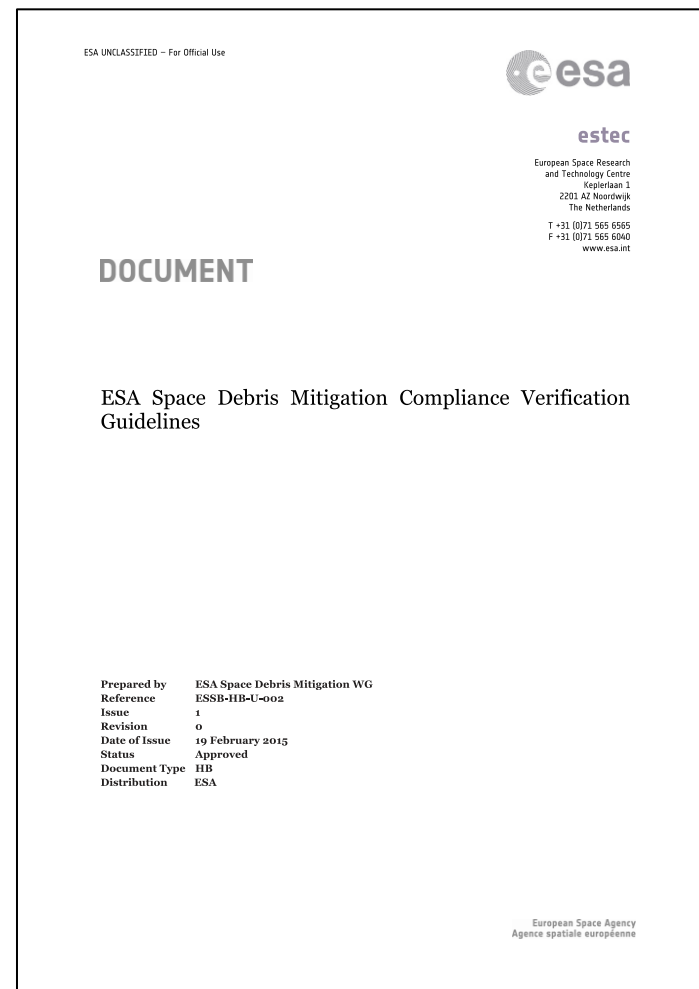 ESA UNCLASSIFIED – For Official Use
esa
estec
European Space Research
and Technology Centre
Keplerlaan 1
2201 AZ Noordwijk
The Netherlands
T +31 (0)71 565 6565
F +31 (0)71 565 6040
www.esa.int
DOCUMENT
ESA Space Debris Mitigation Compliance Verification
Guidelines
Prepared by ESA Space Debris Mitigation WG
Reference ESSB-HB-U-002
Issue 1
Revision 0
Date of Issue 19 February 2015
Status Approved
Document Type HB
Distribution ESA
European Space Agency
Agence spatiale européenne